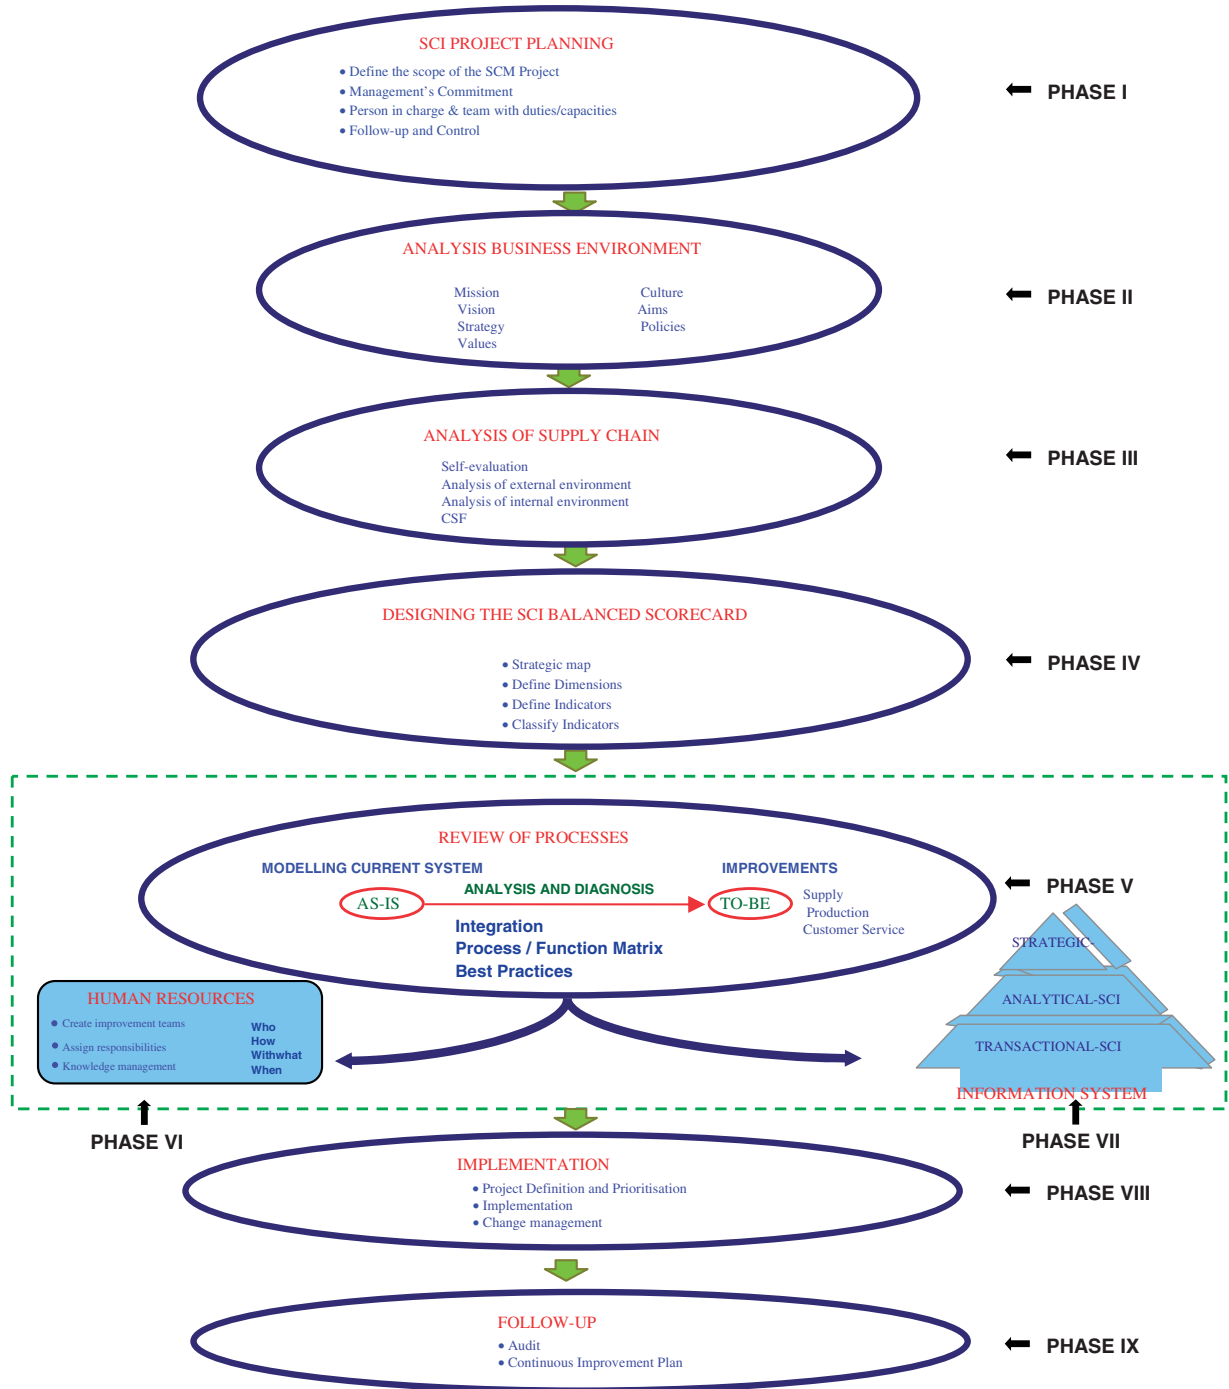 SCI PROJECT PLANNING
• Define the scope of the SCM Project
• Management's Commitment
• Person in charge & team with duties/capacities
• Follow-up and Control
PHASE I
ANALYSIS BUSINESS ENVIRONMENT
Mission Culture
Vision Aims
Strategy Policies
Values
PHASE II
ANALYSIS OF SUPPLY CHAIN
Self-evaluation
Analysis of external environment
Analysis of internal environment
CSF
PHASE III
DESIGNING THE SCI BALANCED SCORECARD
• Strategic map
• Define Dimensions
• Define Indicators
• Classify Indicators
PHASE IV
REVIEW OF PROCESSES
MODELLING CURRENT SYSTEM
IMPROVEMENTS
ANALYSIS AND DIAGNOSIS
AS-IS
TO-BE
Supply
Production
Customer Service
Integration
Process / Function Matrix
Best Practices
PHASE V
HUMAN RESOURCES
• Create improvement teams
• Assign responsibilities
• Knowledge management
Who
How
Withwhat
When
STRATEGIC-
ANALYTICAL-SCI
TRANSACTIONAL-SCI
INFORMATION SYSTEM
PHASE VI
PHASE VII
IMPLEMENTATION
• Project Definition and Prioritisation
• Implementation
• Change management
PHASE VIII
FOLLOW-UP
• Audit
• Continuous Improvement Plan
PHASE IX